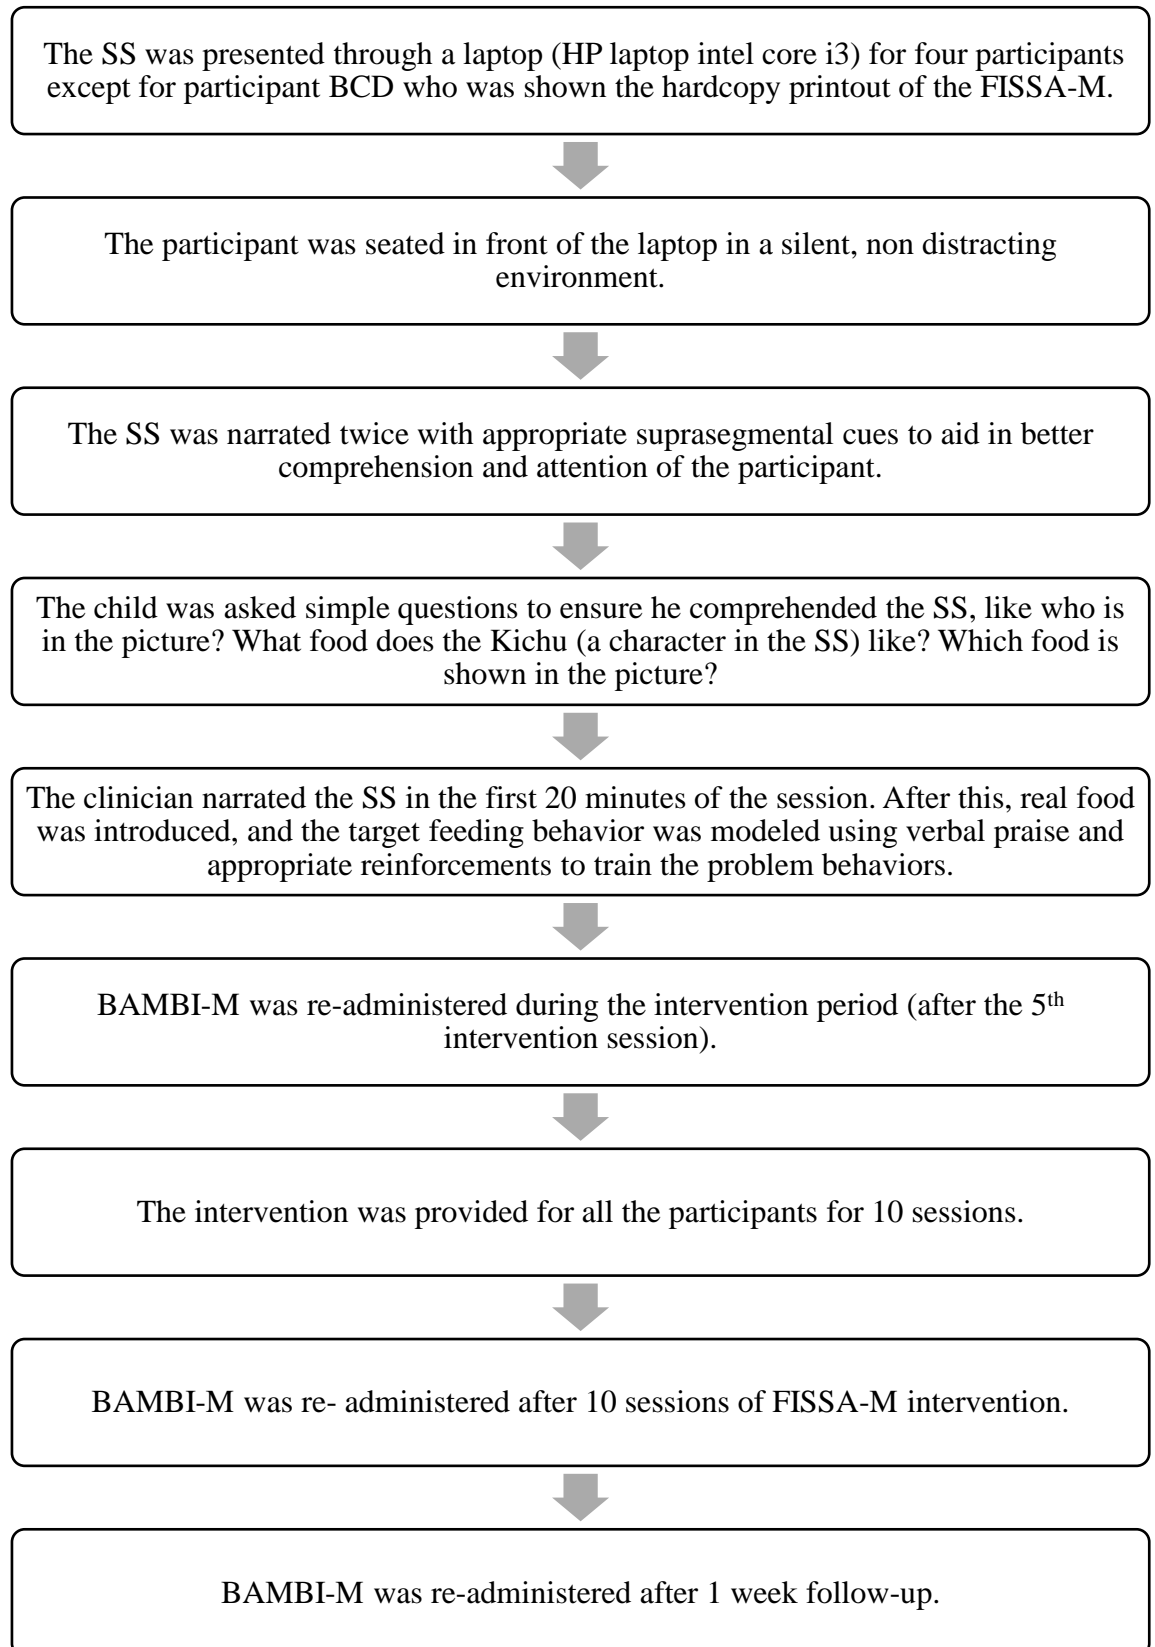 The SS was presented through a laptop (HP laptop intel core i3) for four participants
except for participant BCD who was shown the hardcopy printout of the FISSA-M.
The participant was seated in front of the laptop in a silent, non distracting
environment.
The SS was narrated twice with appropriate suprasegmental cues to aid in better
comprehension and attention of the participant.
The child was asked simple questions to ensure he comprehended the SS, like who is
in the picture? What food does the Kichu (a character in the SS) like? Which food is
shown in the picture?
The clinician narrated the SS in the first 20 minutes of the session. After this, real food
was introduced, and the target feeding behavior was modeled using verbal praise and
appropriate reinforcements to train the problem behaviors.
BAMBI-M was re-administered during the intervention period (after the 5th
intervention session).
The intervention was provided for all the participants for 10 sessions.
BAMBI-M was re- administered after 10 sessions of FISSA-M intervention.
BAMBI-M was re-administered after 1 week follow-up.